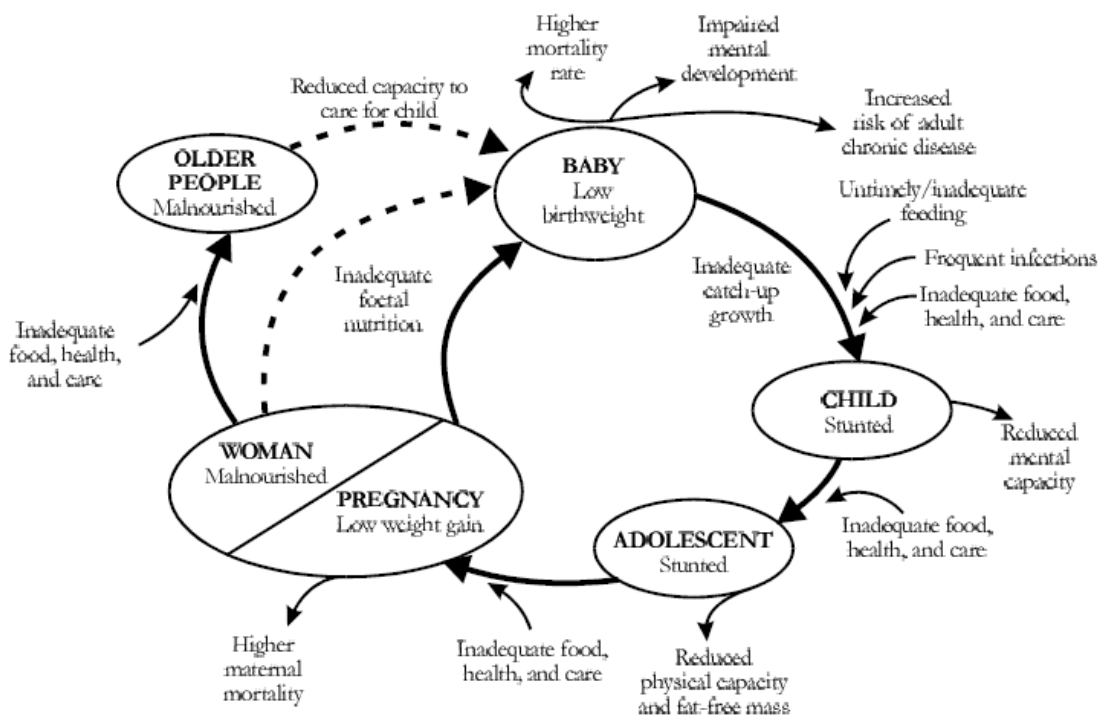 Higher
mortality
rate
Impaired
mental
development
Reduced capacity to
care for child
Increased
risk of adult
chronic disease
OLDER
PEOPLE
Malnourished
BABY
Low
birthweight
Untimely/inadequate
feeding
Inadequate
foetal
nutrition
Inadequate
catch-up
growth
Frequent infections
Inadequate food,
health, and care
Inadequate
food, health,
and care
CHILD
Stunted
Reduced
mental
capacity
WOMAN
Malnourished
PREGNANCY
Low weight gain
ADOLESCENT
Stunted
Inadequate food,
health, and care
Higher
maternal
mortality
Inadequate food,
health, and care
Reduced
physical capacity
and fat-free mass